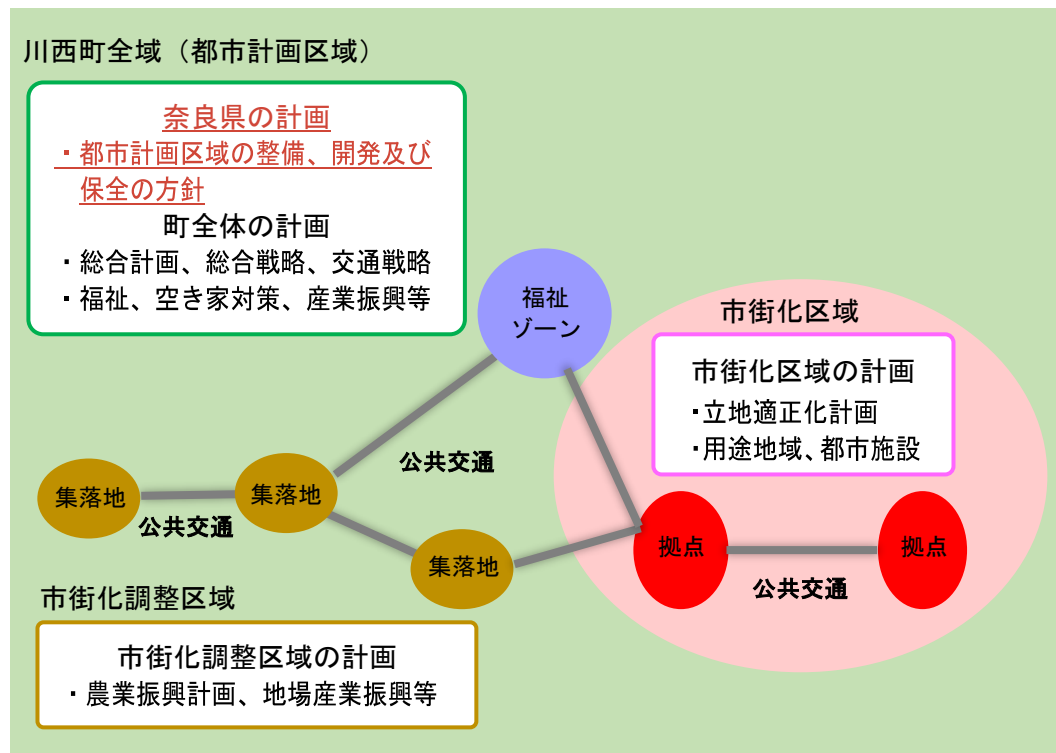 川西町全域（都市計画区域）
奈良県の計画
・都市計画区域の整備、開発及び
保全の方針
町全体の計画
・総合計画、総合戦略、交通戦略
・福祉、空き家対策、産業振興等
福祉
ゾーン
市街化区域
市街化区域の計画
・立地適正化計画
・用途地域、都市施設
公共交通
集落地
集落地
公共交通
集落地
拠点
拠点
公共交通
市街化調整区域
市街化調整区域の計画
・農業振興計画、地場産業振興等